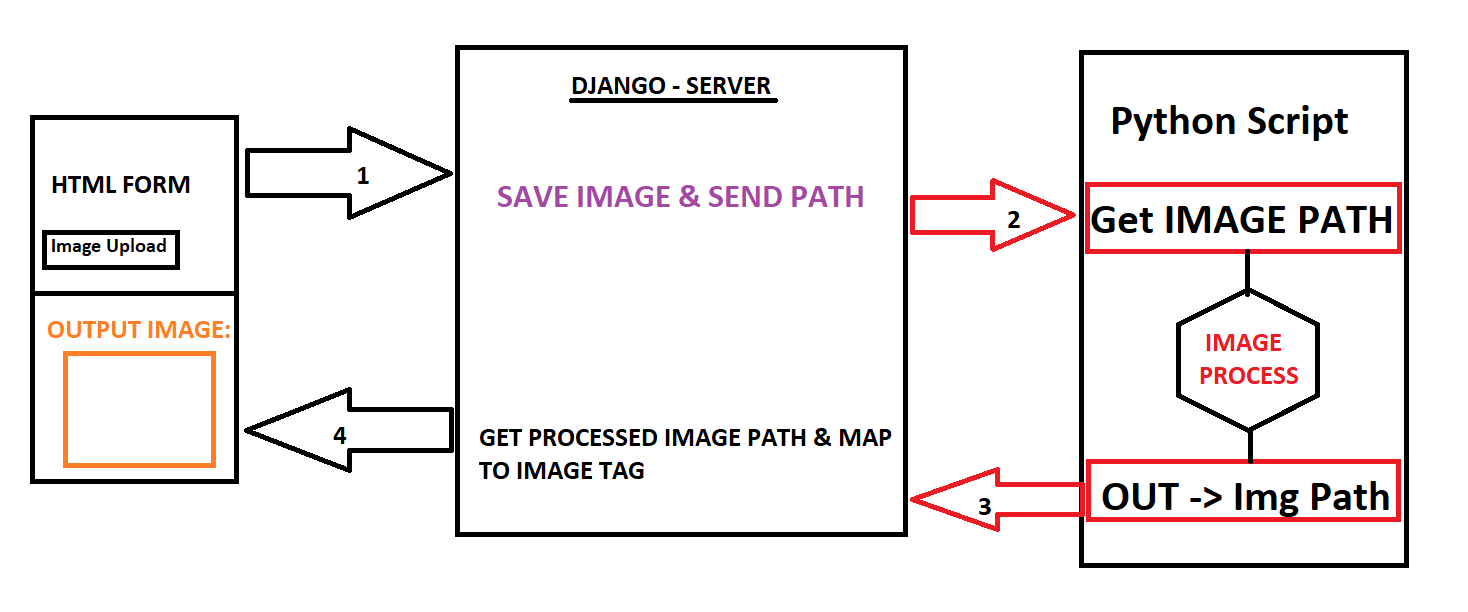 HTML FORM
Image Upload
OUTPUT IMAGE:
1
4
DJANGO - SERVER
SAVE IMAGE & SEND PATH
GET PROCESSED IMAGE PATH & MAP
TO IMAGE TAG
2
3
Python Script
Get IMAGE PATH
IMAGE
PROCESS
OUT -> Img Path